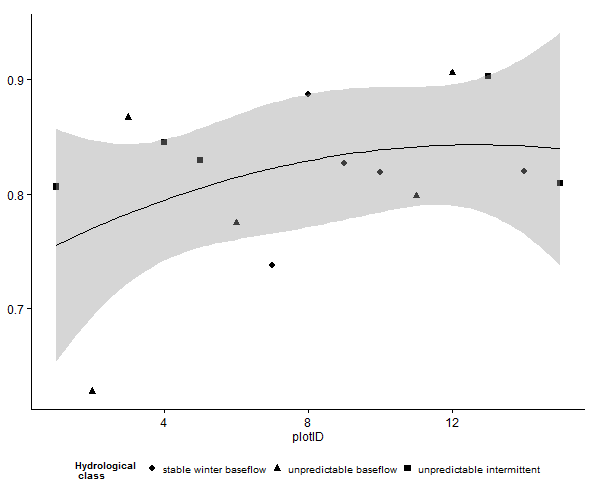 0.9
0.8
0.7
4 8 12
plotID
Hydrological
class
stable winter baseflow unpredictable baseflow unpredictable intermittent